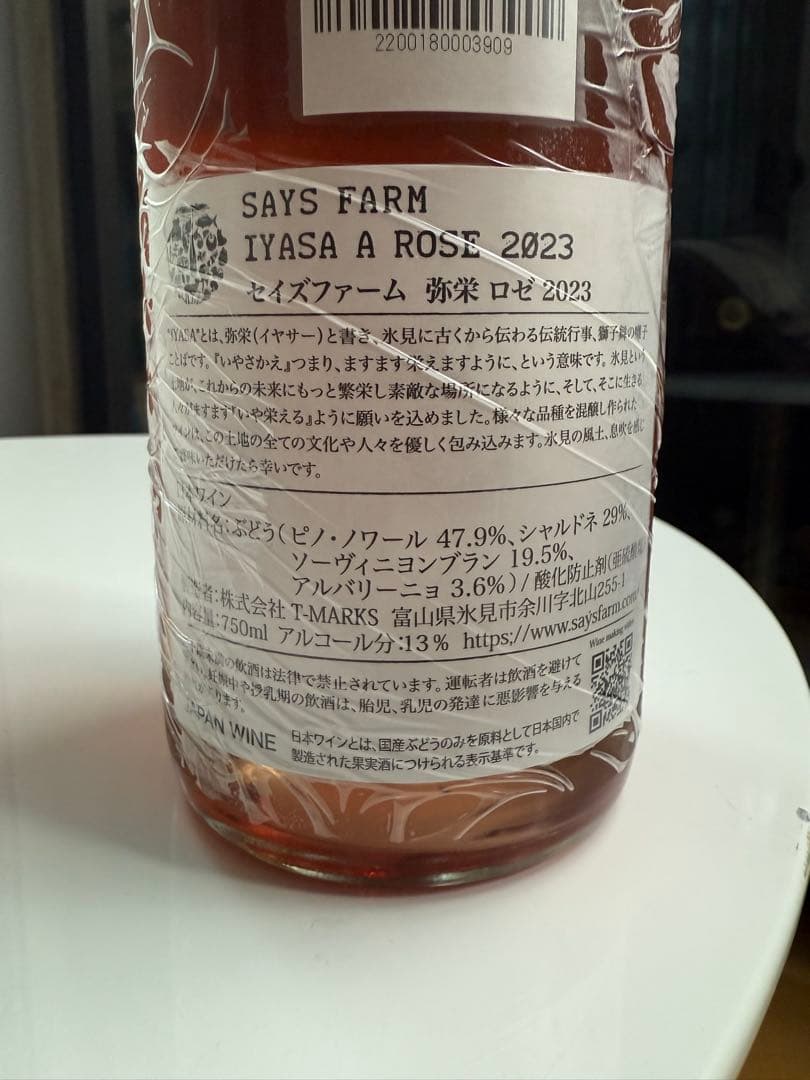 2200180003909
SAYS FARM
IYASA A ROSE 2023
セイズファーム 弥栄 ロゼ 2023
"IYASA"とは、弥栄(イヤサー)と書き、氷見に古くから伝わる伝統行事、獅子舞の囃子
ことばです。『いやさかえ』つまり、ますます栄えますように、という意味です。氷見という
土地が、これからの未来にもっと繁栄し素敵な場所になるように、そして、そこに生きる
人々がますます『いや栄える』ように願いを込めました。様々な品種を混醸し作られた
ワインは、この土地の全ての文化や人々を優しく包み込みます。氷見の風土、息吹を感じ
いただけたら幸いです。
日本ワイン
原材料名:ぶどう(ピノ・ノワール 47.9%、シャルドネ 29%、
ソーヴィニヨンブラン 19.5%、
アルバリーニョ 3.6%)/酸化防止剤(亜硫酸塩)
製造者:株式会社 T-MARKS 富山県氷見市余川字北山255-1
内容量:750ml アルコール分:13% https://www.saysfarm.com/
Wine making video
の飲酒は法律で禁止されています。運転者は飲酒を避けて
妊娠中や授乳期の飲酒は、胎児、乳児の発達に悪影響を与える
があります。
JAPAN WINE
日本ワインとは、国産ぶどうのみを原料として日本国内で
製造された果実酒につけられる表示基準です。